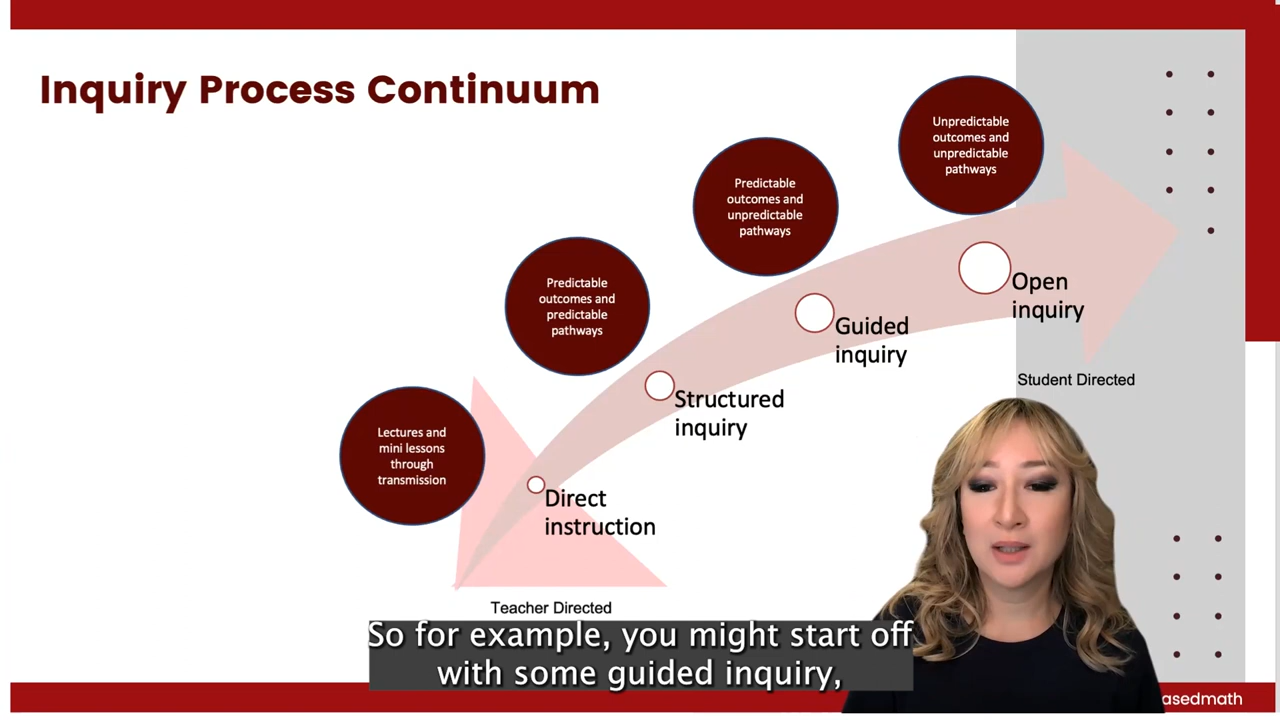 Inquiry Process Continuum
Unpredictable
outcomes and
unpredictable
pathways
Predictable
outcomes and
unpredictable
pathways
Predictable
outcomes and
predictable
pathways
Lectures and
mini lessons
through
transmission
Open
inquiry
Guided
inquiry
Structured
inquiry
Direct
instruction
Student Directed
Teacher Directed
So for example, you might start off
with some guided inquiry,
asedmath